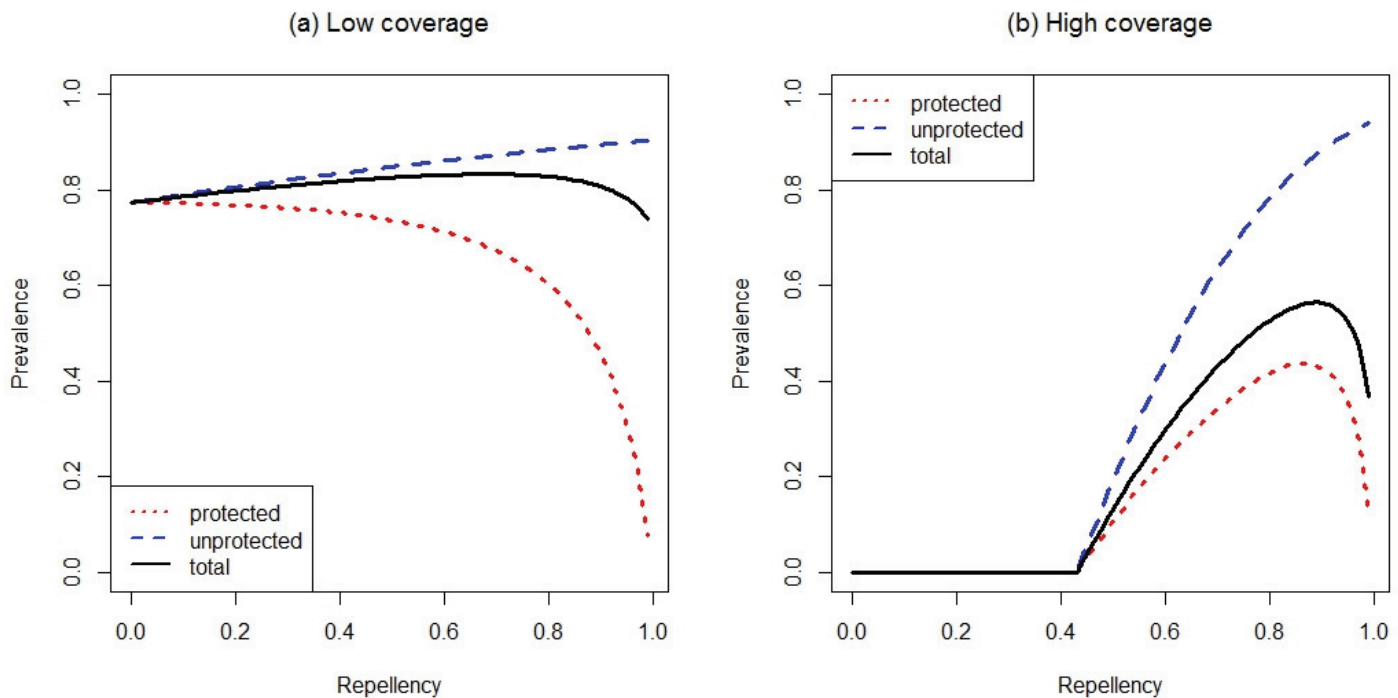 (a) Low coverage
Prevalence
1.0
0.8
0.6
0.4
0.2
0.0
protected
unprotected
total
0.0 0.2 0.4 0.6 0.8 1.0
Repellency
(b) High coverage
Prevalence
1.0
0.8
0.6
0.4
0.2
0.0
protected
unprotected
total
0.0 0.2 0.4 0.6 0.8 1.0
Repellency